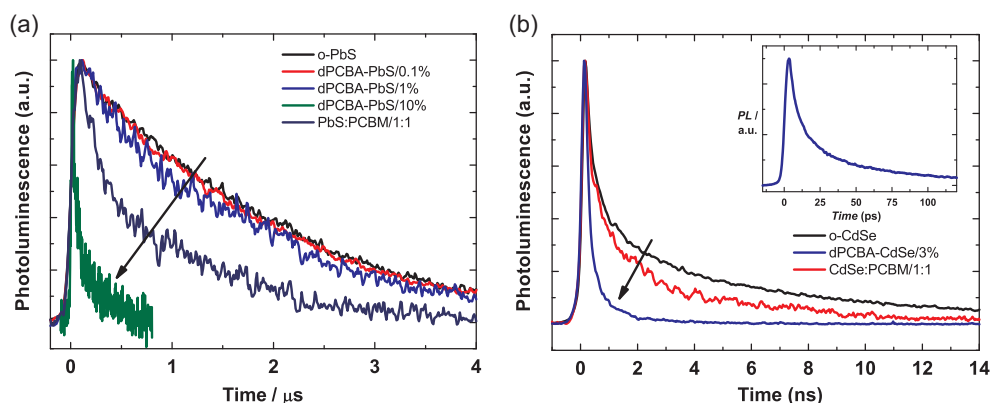 (a)
Photoluminescence (a.u.)
o-PbS
dPCBA-PbS/0.1%
dPCBA-PbS/1%
dPCBA-PbS/10%
PbS:PCBM/1:1
0 1 2 3 4
Time / μs
(b)
Photoluminescence (a.u.)
PL /
a.u.
0 25 50 75 100
Time (ps)
o-CdSe
dPCBA-CdSe/3%
CdSe:PCBM/1:1
0 2 4 6 8 10 12 14
Time (ns)